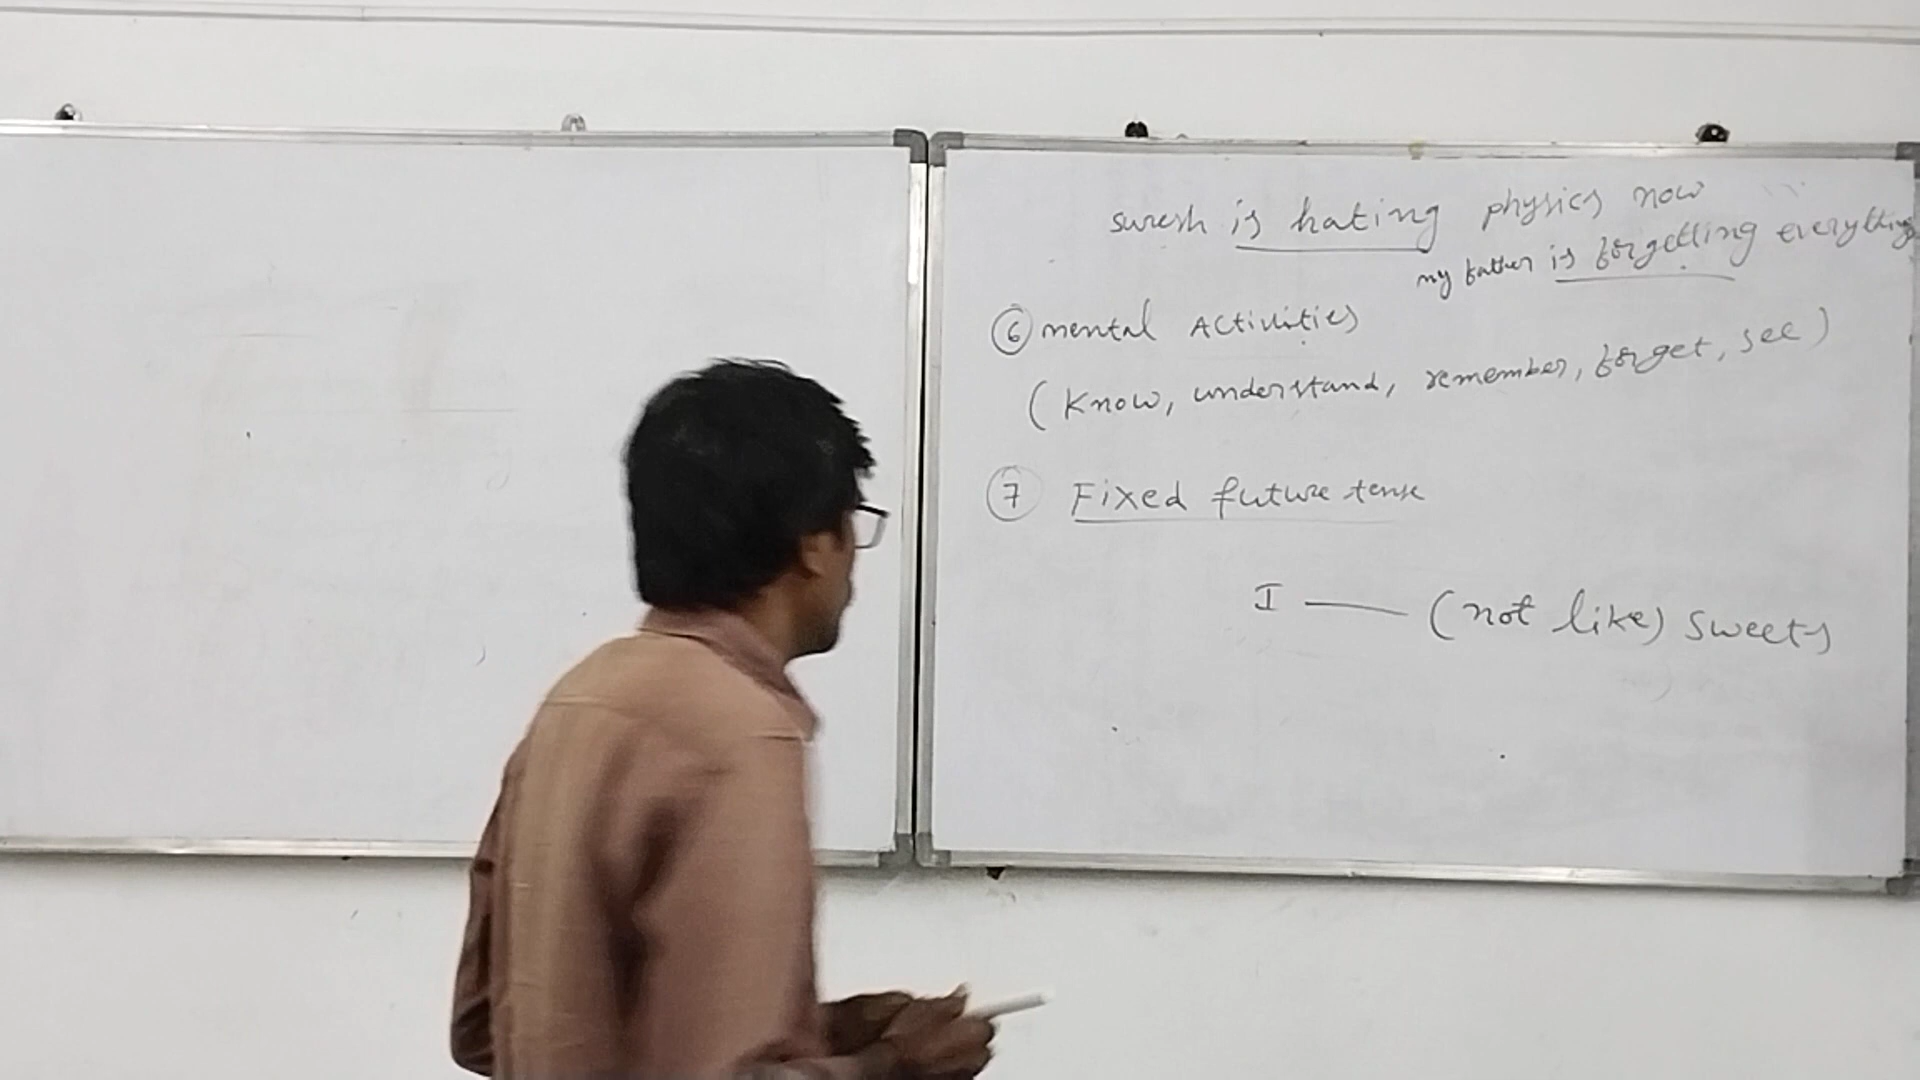 suresh is hating physics now
my father is forgetting everything
6 mental Activities
(Know, understand, remember, forget, see)
7 Fixed future tense
I —— (not like) sweets